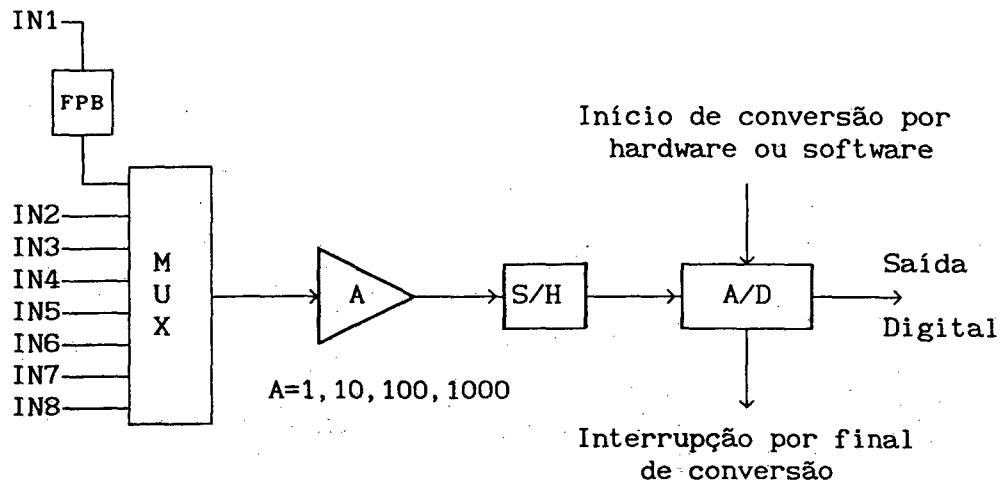 IN1
FPB
Início de conversão por
hardware ou software
IN2
IN3
IN4
IN5
IN6
IN7
IN8
M
U
X
A
S/H
A/D
Saída
Digital
A=1,10,100,1000
Interrupção por final
de conversão